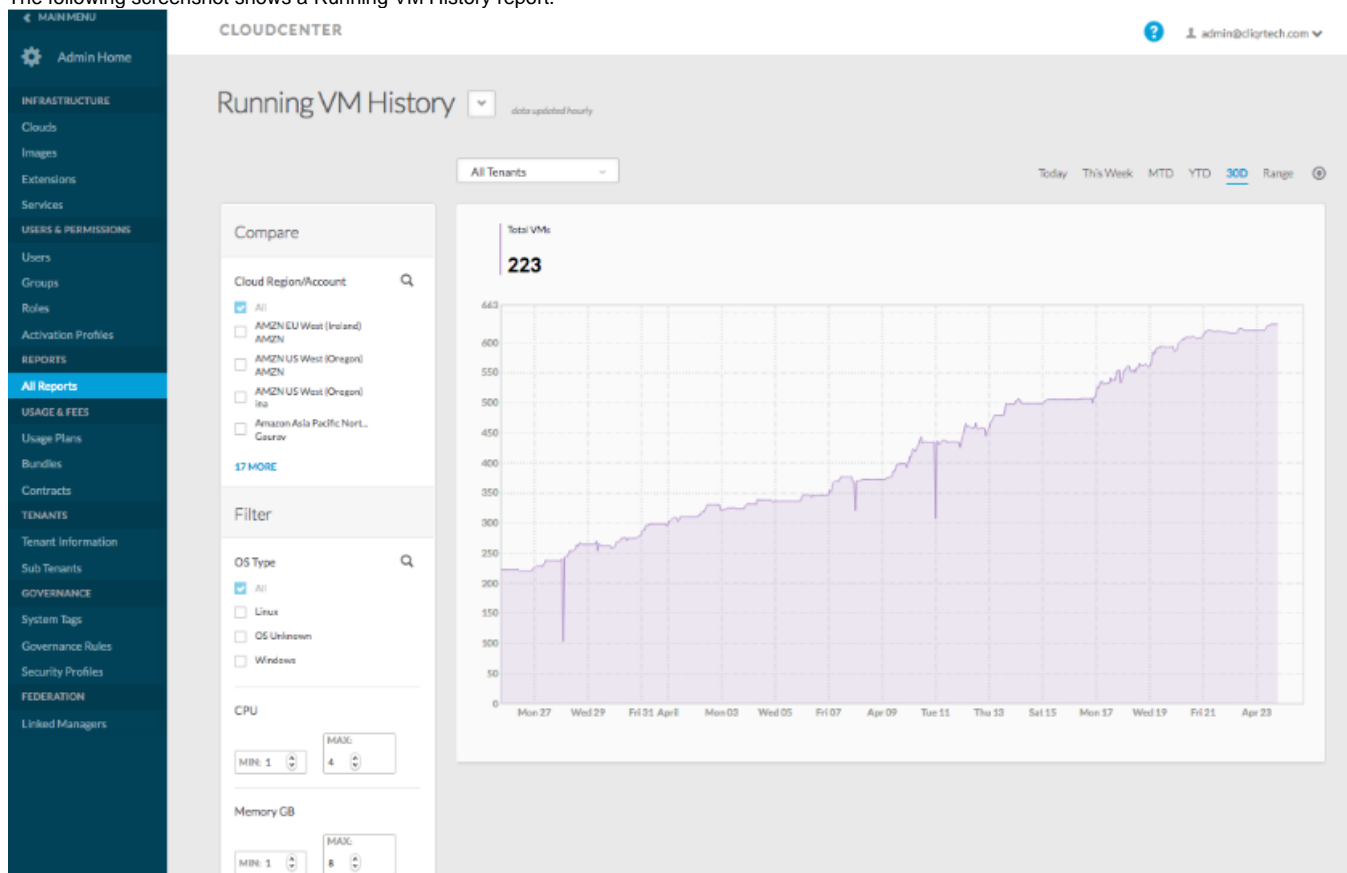 The following screenshot shows a Running VM History report.
MAIN MENU
CLOUDCENTER
?
admin@cliqrtech.com
Admin Home
INFRASTRUCTURE
Clouds
Images
Extensions
Services
USERS & PERMISSIONS
Users
Groups
Roles
Activation Profiles
REPORTS
All Reports
USAGE & FEES
Usage Plans
Bundles
Contracts
TENANTS
Tenant Information
Sub Tenants
GOVERNANCE
System Tags
Governance Rules
Security Profiles
FEDERATION
Linked Managers
Running VM History
data updated hourly
All Tenants
Today This Week MTD YTD 30D Range
Compare
Cloud Region/Account
All
AMZN EU West (Ireland)
AMZN
AMZN US West (Oregon)
AMZN
AMZN US West (Oregon)
ina
Amazon Asia Pacific Nort...
Gaurav
17 MORE
Filter
OS Type
All
Linux
OS Unknown
Windows
CPU
MIN: 1
MAX:
4
Memory GB
MIN: 1
MAX:
8
Total VMs
223
663
600
550
500
450
400
350
300
250
200
150
100
50
0
Mon 27 Wed 29 Fri 31 April Mon 03 Wed 05 Fri 07 Apr 09 Tue 11 Thu 13 Sat 15 Mon 17 Wed 19 Fri 21 Apr 23